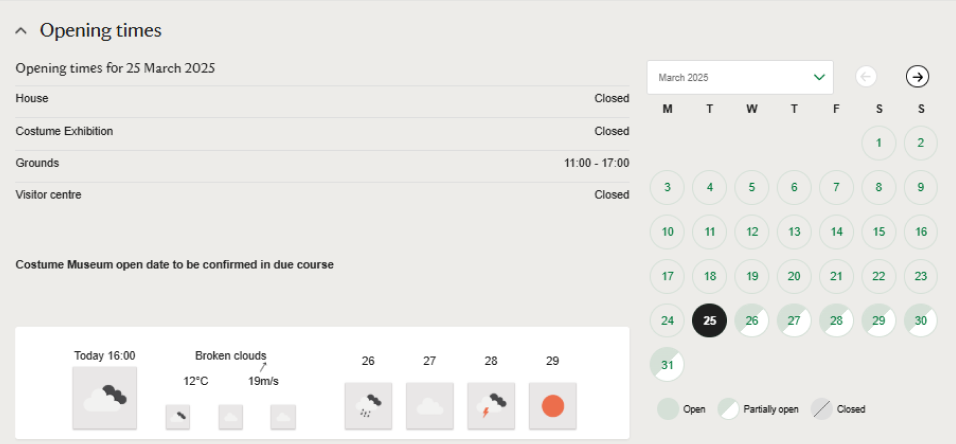 Opening times
Opening times for 25 March 2025
House Closed
Costume Exhibition Closed
Grounds 11:00 - 17:00
Visitor centre Closed
Costume Museum open date to be confirmed in due course
Today 16:00
Broken clouds
12°C 19m/s
26 27 28 29
March 2025
M T W T F S S
1 2
3 4 5 6 7 8 9
10 11 12 13 14 15 16
17 18 19 20 21 22 23
24 25 26 27 28 29 30
31
Open Partially open Closed